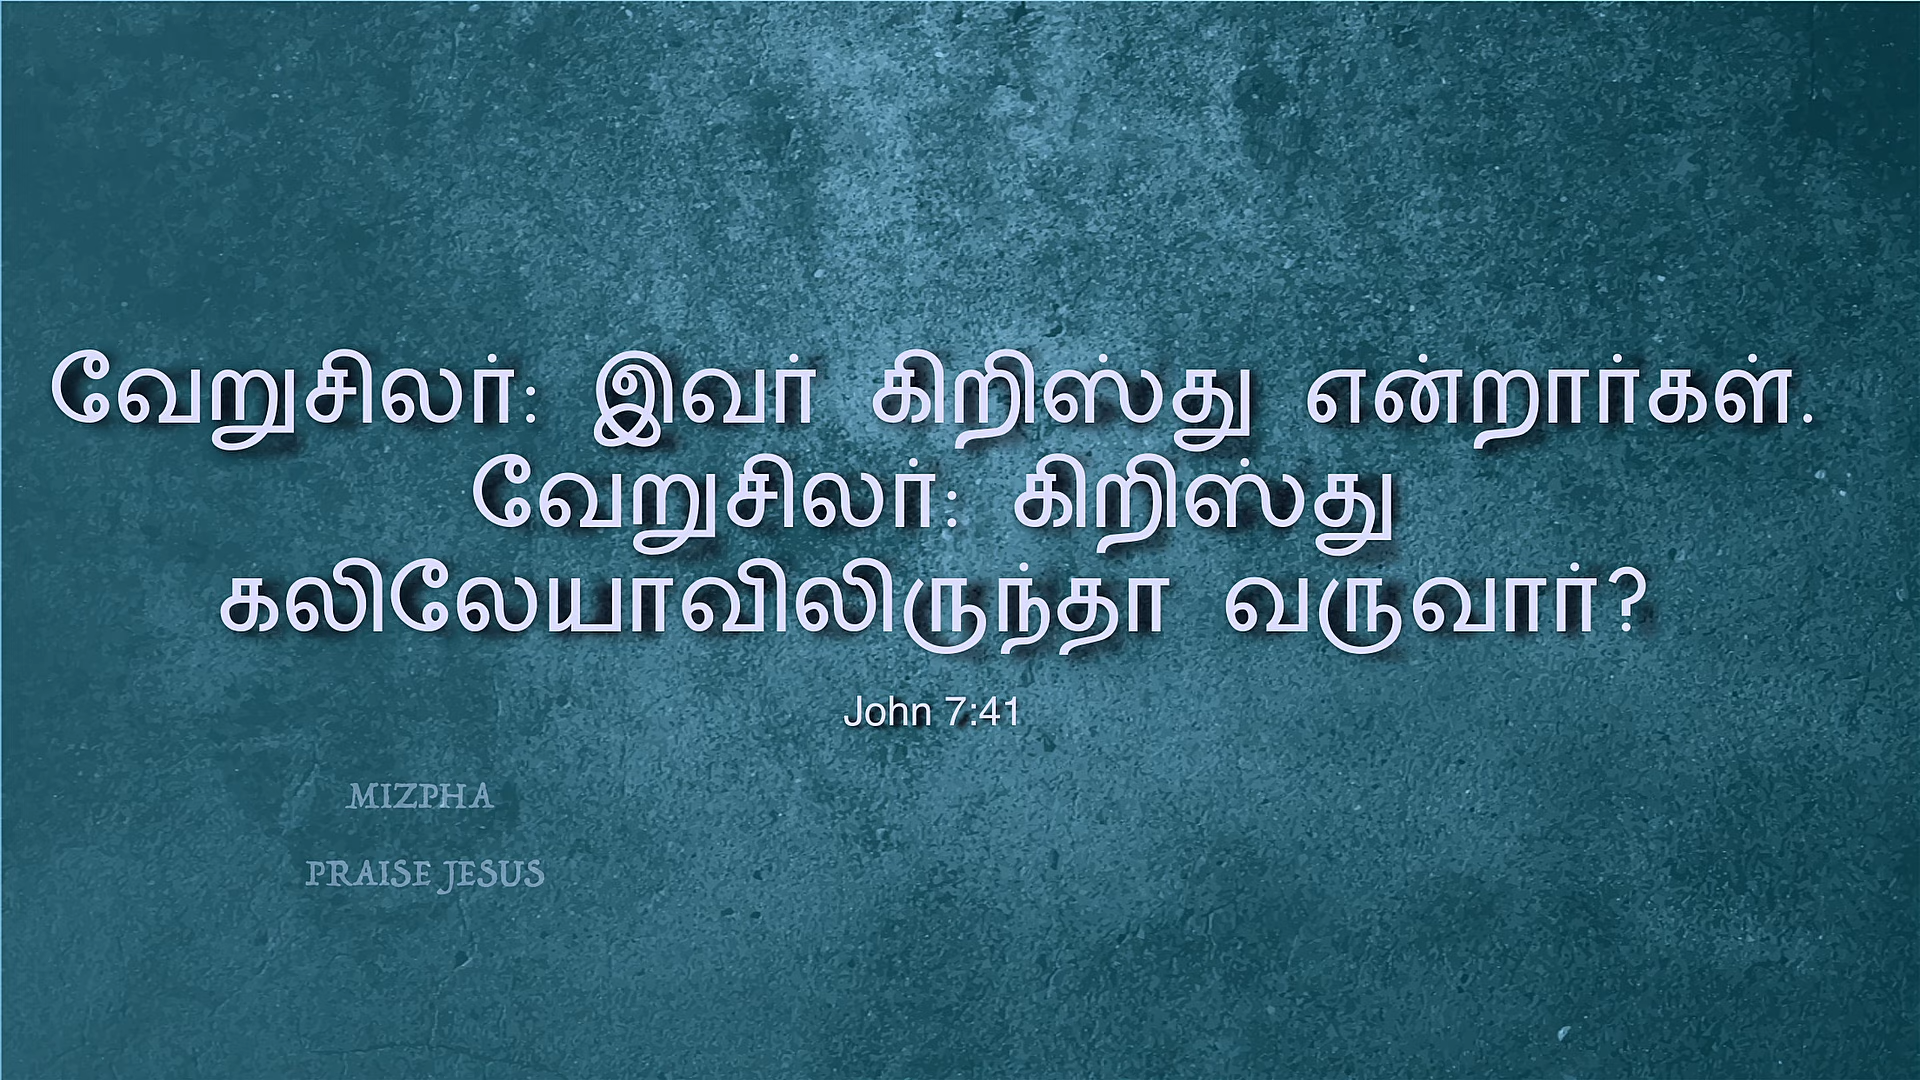 வேறுசிலர்: இவர் கிறிஸ்து என்றார்கள்.
வேறுசிலர்: கிறிஸ்து
கலிலேயாவிலிருந்தா வருவார்?
John 7:41
MIZPHA
PRAISE JESUS